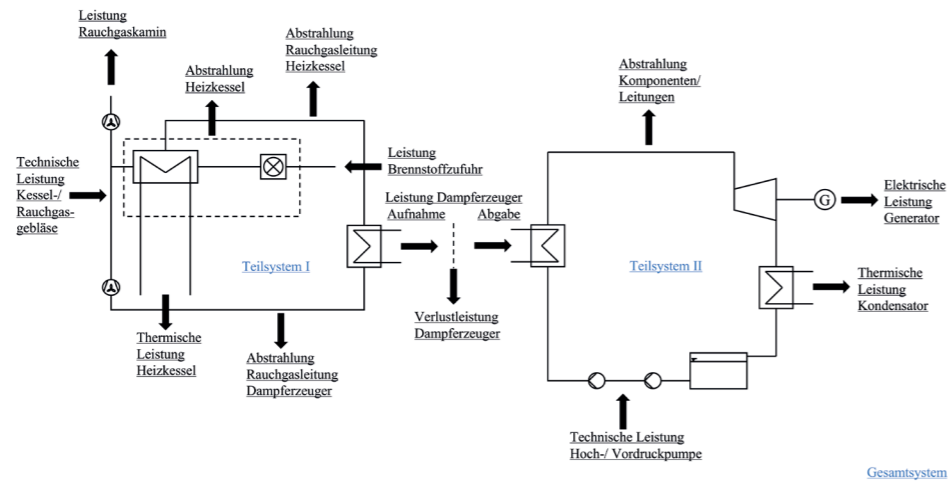 Leistung
Rauchgaskamin
Abstrahlung
Rauchgasleitung
Heizkessel
Abstrahlung
Heizkessel
Technische
Leistung
Kessel-/
Rauchgas-
gebläse
Leistung
Brennstoffzufuhr
Leistung Dampferzeuger
Aufnahme Abgabe
Teilsystem I
Thermische
Leistung
Heizkessel
Abstrahlung
Rauchgasleitung
Dampferzeuger
Verlustleistung
Dampferzeuger
Abstrahlung
Komponenten/
Leitungen
G
Elektrische
Leistung
Generator
Teilsystem II
Thermische
Leistung
Kondensator
Technische Leistung
Hoch-/ Vordruckpumpe
Gesamtsystem